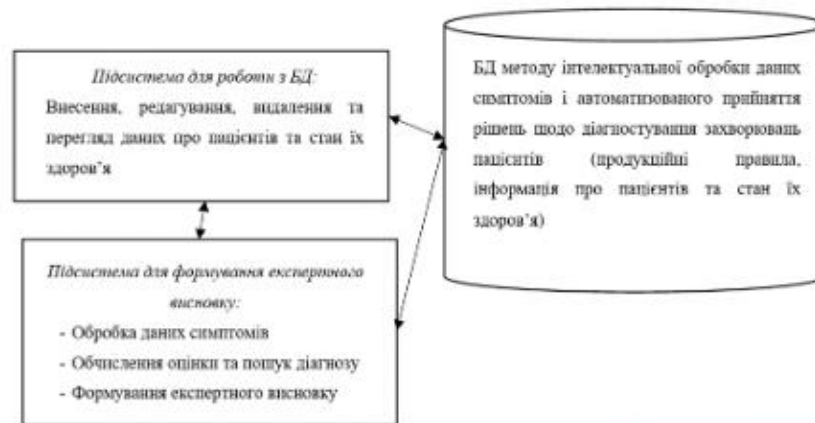 Підсистема для роботи з БД:
Внесення, редагування, видалення та
перегляд даних про пацієнтів та стан їх
здоров'я
БД методу інтелектуальної обробки даних
симптомів і автоматизованого прийняття
рішень щодо діагностування захворювань
пацієнтів (продукційні правила,
інформація про пацієнтів та стан їх
здоров'я)
Підсистема для формування експертного
висновку:
- Обробка даних симптомів
- Обчислення оцінки та пошук діагнозу
- Формування експертного висновку